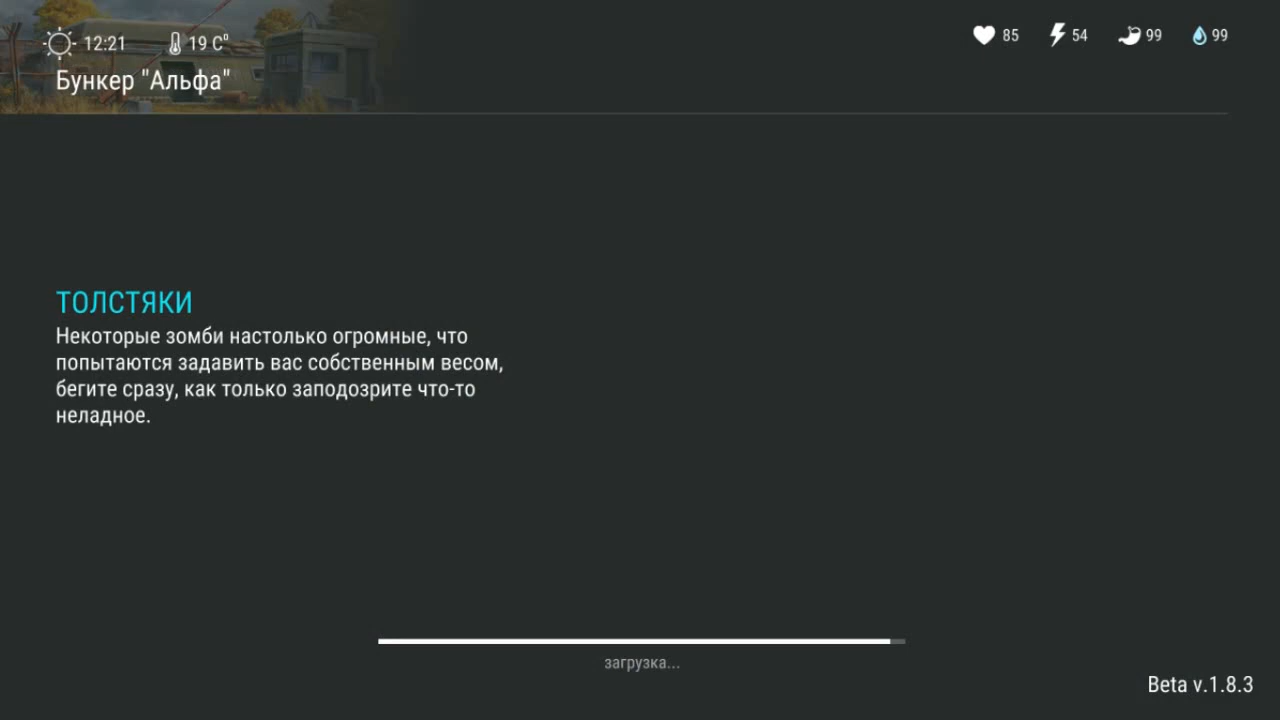 12:21 19 C°
85 54 99 99
Бункер "Альфа"
ТОЛСТЯКИ
Некоторые зомби настолько огромные, что
попытаются задавить вас собственным весом,
бегите сразу, как только заподозрите что-то
неладное.
загрузка...
Beta v.1.8.3